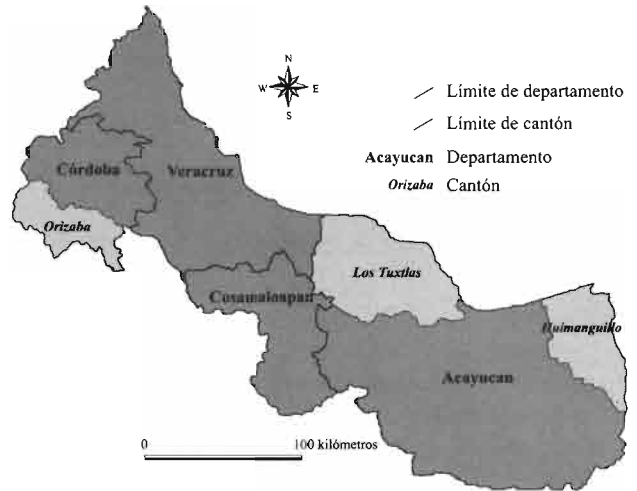 N
W E
S
Límite de departamento
Límite de cantón
Acayucan Departamento
Orizaba Cantón
Córdoba
Veracruz
Orizaba
Los Tuxtlas
Cosamaloapan
Huimanguillo
Acayucan
0 100 kilómetros